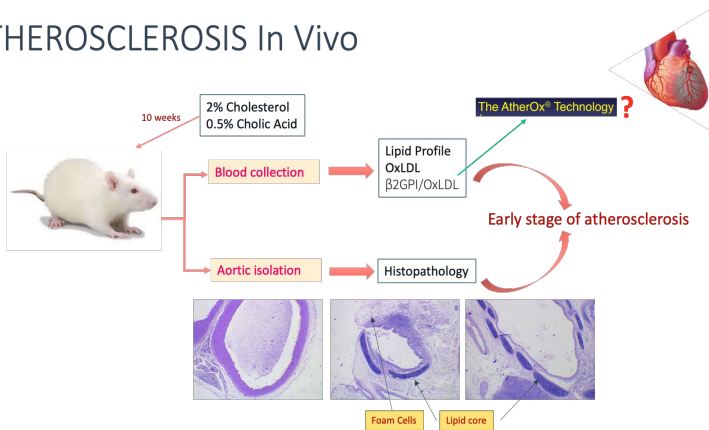 THEROSCLEROSIS In Vivo
2% Cholesterol
0.5% Cholic Acid
10 weeks
The AtherOx® Technology
?
Blood collection
Lipid Profile
OxLDL
β2GPI/OxLDL
Early stage of atherosclerosis
Aortic isolation
Histopathology
Foam Cells
Lipid core